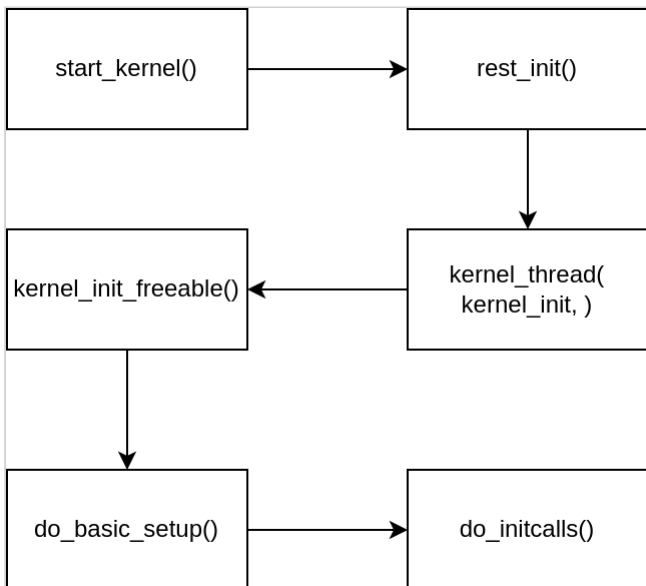 start_kernel()
rest_init()
kernel_init_freeable()
kernel_thread(
kernel_init, )
do_basic_setup()
do_initcalls()